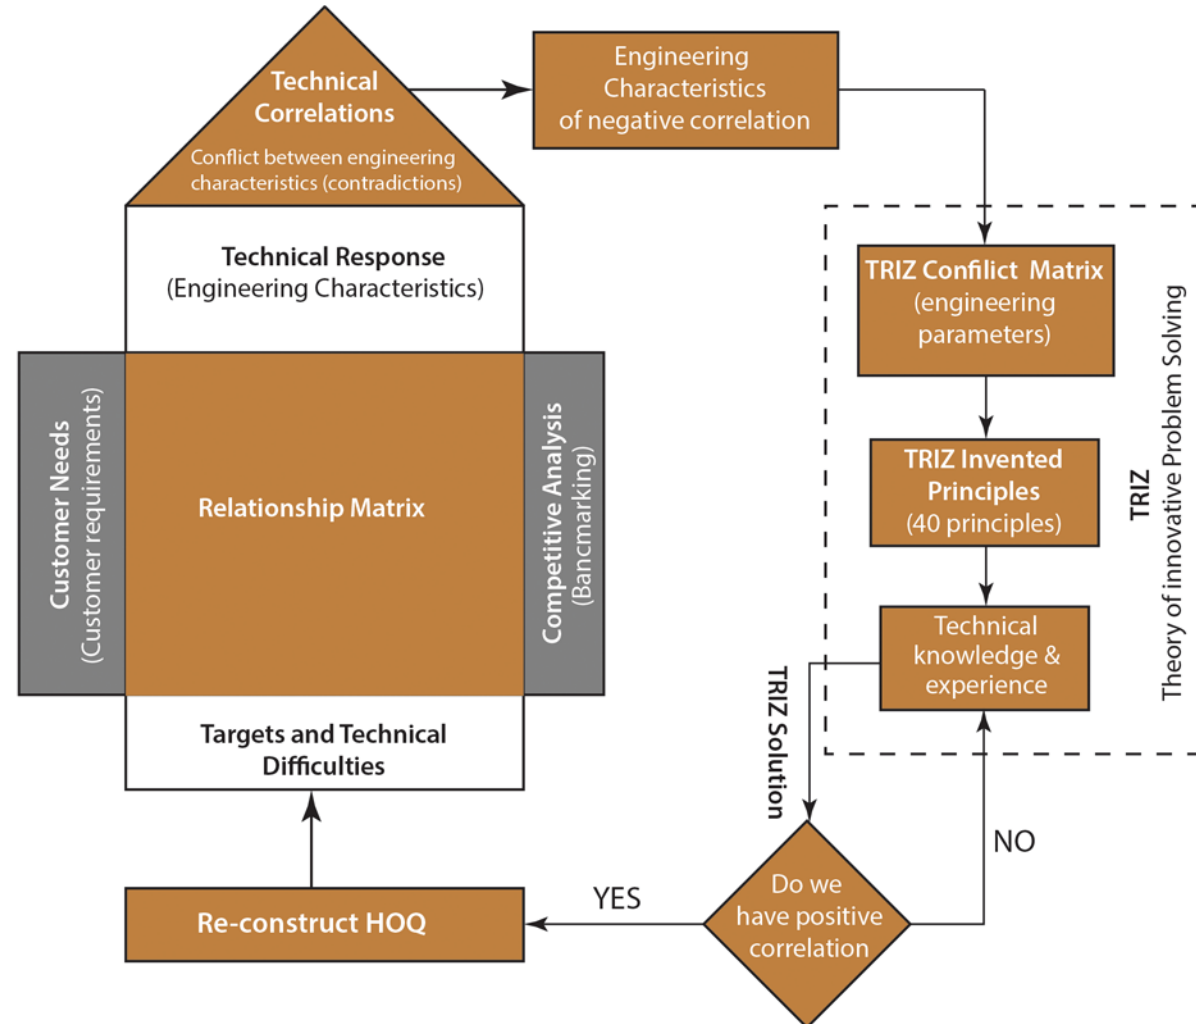 Technical
Correlations
Conflict between engineering
characteristics (contradictions)
Engineering
Characteristics
of negative correlation
Technical Response
(Engineering Characteristics)
Customer Needs
(Customer requirements)
Relationship Matrix
Competitive Analysis
(Bancmarking)
Targets and Technical
Difficulties
Re-construct HOQ
TRIZ Confilict Matrix
(engineering
parameters)
TRIZ Invented
Principles
(40 principles)
Technical
knowledge &
experience
TRIZ
Theory of innovative Problem Solving
TRIZ Solution
Do we
have positive
correlation
YES
NO